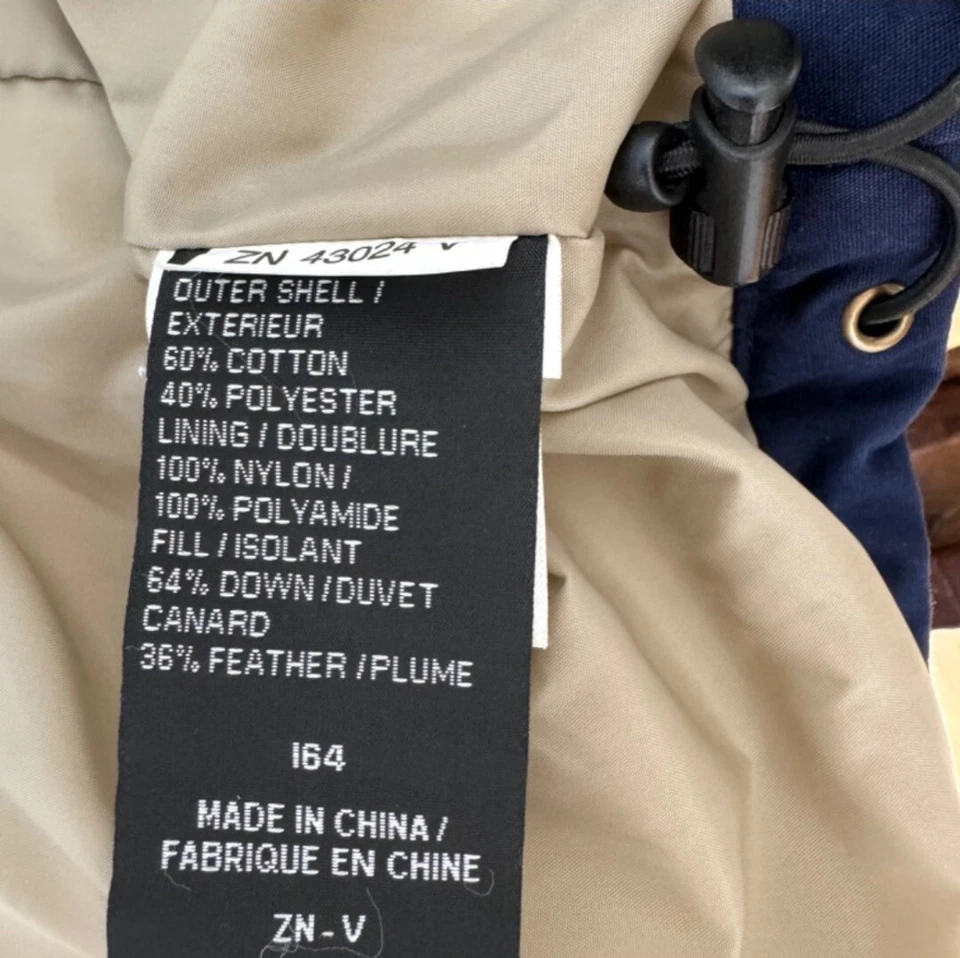 ZN 43024 V
OUTER SHELL /
EXTERIEUR
60% COTTON
40% POLYESTER
LINING / DOUBLURE
100% NYLON /
100% POLYAMIDE
FILL / ISOLANT
64% DOWN / DUVET
CANARD
36% FEATHER / PLUME
I64
MADE IN CHINA /
FABRIQUE EN CHINE
ZN - V